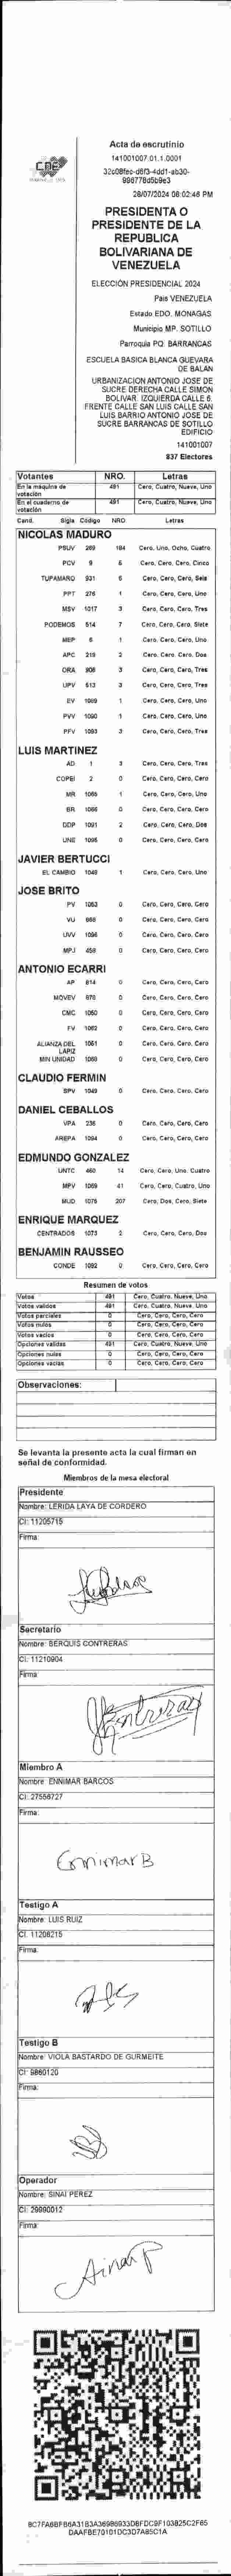 CDE
Acta de escrutinio
141001007.01.1.0001
32c08fec-d6f3-4dd1-ab30-
998778d5b9e3
28/07/2024 08:02:46 PM
PRESIDENTA O
PRESIDENTE DE LA
REPUBLICA
BOLIVARIANA DE
VENEZUELA
ELECCIÓN PRESIDENCIAL 2024
País VENEZUELA
Estado EDO. MONAGAS
Municipio MP. SOTILLO
Parroquia PQ. BARRANCAS
ESCUELA BASICA BLANCA GUEVARA
DE BALAN
URBANIZACION ANTONIO JOSE DE
SUCRE DERECHA CALLE SIMON
BOLIVAR. IZQUIERDA CALLE 6.
FRENTE CALLE SAN LUIS CALLE SAN
LUIS BARRIO ANTONIO JOSE DE
SUCRE BARRANCAS DE SOTILLO
EDIFICIO
141001007
837 Electores
Votantes NRO. Letras
En la máquina de votación 491 Cero, Cuatro, Nueve, Uno
En el cuaderno de votación 491 Cero, Cuatro, Nueve, Uno
Cand. Sigla Código NRO. Letras
NICOLAS MADURO
PSUV 269 184 Cero, Uno, Ocho, Cuatro
PCV 9 5 Cero, Cero, Cero, Cinco
TUPAMARO 931 6 Cero, Cero, Cero, Seis
PPT 276 1 Cero, Cero, Cero, Uno
MSV 1017 3 Cero, Cero, Cero, Tres
PODEMOS 514 7 Cero, Cero, Cero, Siete
MEP 6 1 Cero, Cero, Cero, Uno
APC 219 2 Cero, Cero, Cero, Dos
ORA 908 3 Cero, Cero, Cero, Tres
UPV 613 3 Cero, Cero, Cero, Tres
EV 1089 1 Cero, Cero, Cero, Uno
PVV 1090 1 Cero, Cero, Cero, Uno
PFV 1093 3 Cero, Cero, Cero, Tres
LUIS MARTINEZ
AD 1 3 Cero, Cero, Cero, Tres
COPEI 2 0 Cero, Cero, Cero, Cero
MR 1065 1 Cero, Cero, Cero, Uno
BR 1086 0 Cero, Cero, Cero, Cero
DDP 1091 2 Cero, Cero, Cero, Dos
UNE 1095 0 Cero, Cero, Cero, Cero
JAVIER BERTUCCI
EL CAMBIO 1048 1 Cero, Cero, Cero, Uno
JOSE BRITO
PV 1053 0 Cero, Cero, Cero, Cero
VU 868 0 Cero, Cero, Cero, Cero
UVV 1096 0 Cero, Cero, Cero, Cero
MPJ 458 0 Cero, Cero, Cero, Cero
ANTONIO ECARRI
AP 814 0 Cero, Cero, Cero, Cero
MOVEV 870 0 Cero, Cero, Cero, Cero
CMC 1050 0 Cero, Cero, Cero, Cero
FV 1062 0 Cero, Cero, Cero, Cero
ALIANZA DEL LAPIZ 1061 0 Cero, Cero, Cero, Cero
MIN UNIDAD 1088 0 Cero, Cero, Cero, Cero
CLAUDIO FERMIN
SPV 1049 0 Cero, Cero, Cero, Cero
DANIEL CEBALLOS
VPA 236 0 Cero, Cero, Cero, Cero
AREPA 1094 0 Cero, Cero, Cero, Cero
EDMUNDO GONZALEZ
UNTC 460 14 Cero, Cero, Uno, Cuatro
MPV 1069 41 Cero, Cero, Cuatro, Uno
MUD 1075 207 Cero, Dos, Cero, Siete
ENRIQUE MARQUEZ
CENTRADOS 1073 2 Cero, Cero, Cero, Dos
BENJAMIN RAUSSEO
CONDE 1092 0 Cero, Cero, Cero, Cero
Resumen de votos
Votos 491 Cero, Cuatro, Nueve, Uno
Votos validos 491 Cero, Cuatro, Nueve, Uno
Votos parciales 0 Cero, Cero, Cero, Cero
Votos nulos 0 Cero, Cero, Cero, Cero
Votos vacios 0 Cero, Cero, Cero, Cero
Opciones validas 491 Cero, Cuatro, Nueve, Uno
Opciones nulas 0 Cero, Cero, Cero, Cero
Opciones vacias 0 Cero, Cero, Cero, Cero
Observaciones:
Se levanta la presente acta la cual firman en
señal de conformidad.
Miembros de la mesa electoral
Presidente
Nombre: LERIDA LAYA DE CORDERO
CI: 11205715
Firma:
Secretario
Nombre: BERQUIS CONTRERAS
CI: 11210904
Firma:
Contreras
Miembro A
Nombre: ENNIMAR BARCOS
CI: 27556727
Firma:
Ennimar B
Testigo A
Nombre: LUIS RUIZ
CI: 11206215
Firma:
Testigo B
Nombre: VIOLA BASTARDO DE GURMEITE
CI: 9860120
Firma:
Operador
Nombre: SINAI PEREZ
CI: 29990012
Firma:
Ainar P
8C7FA6BFB6A31B3A36986933DBFDC9F103825C2F65
DAAFBE70101DC3D7A85C1A